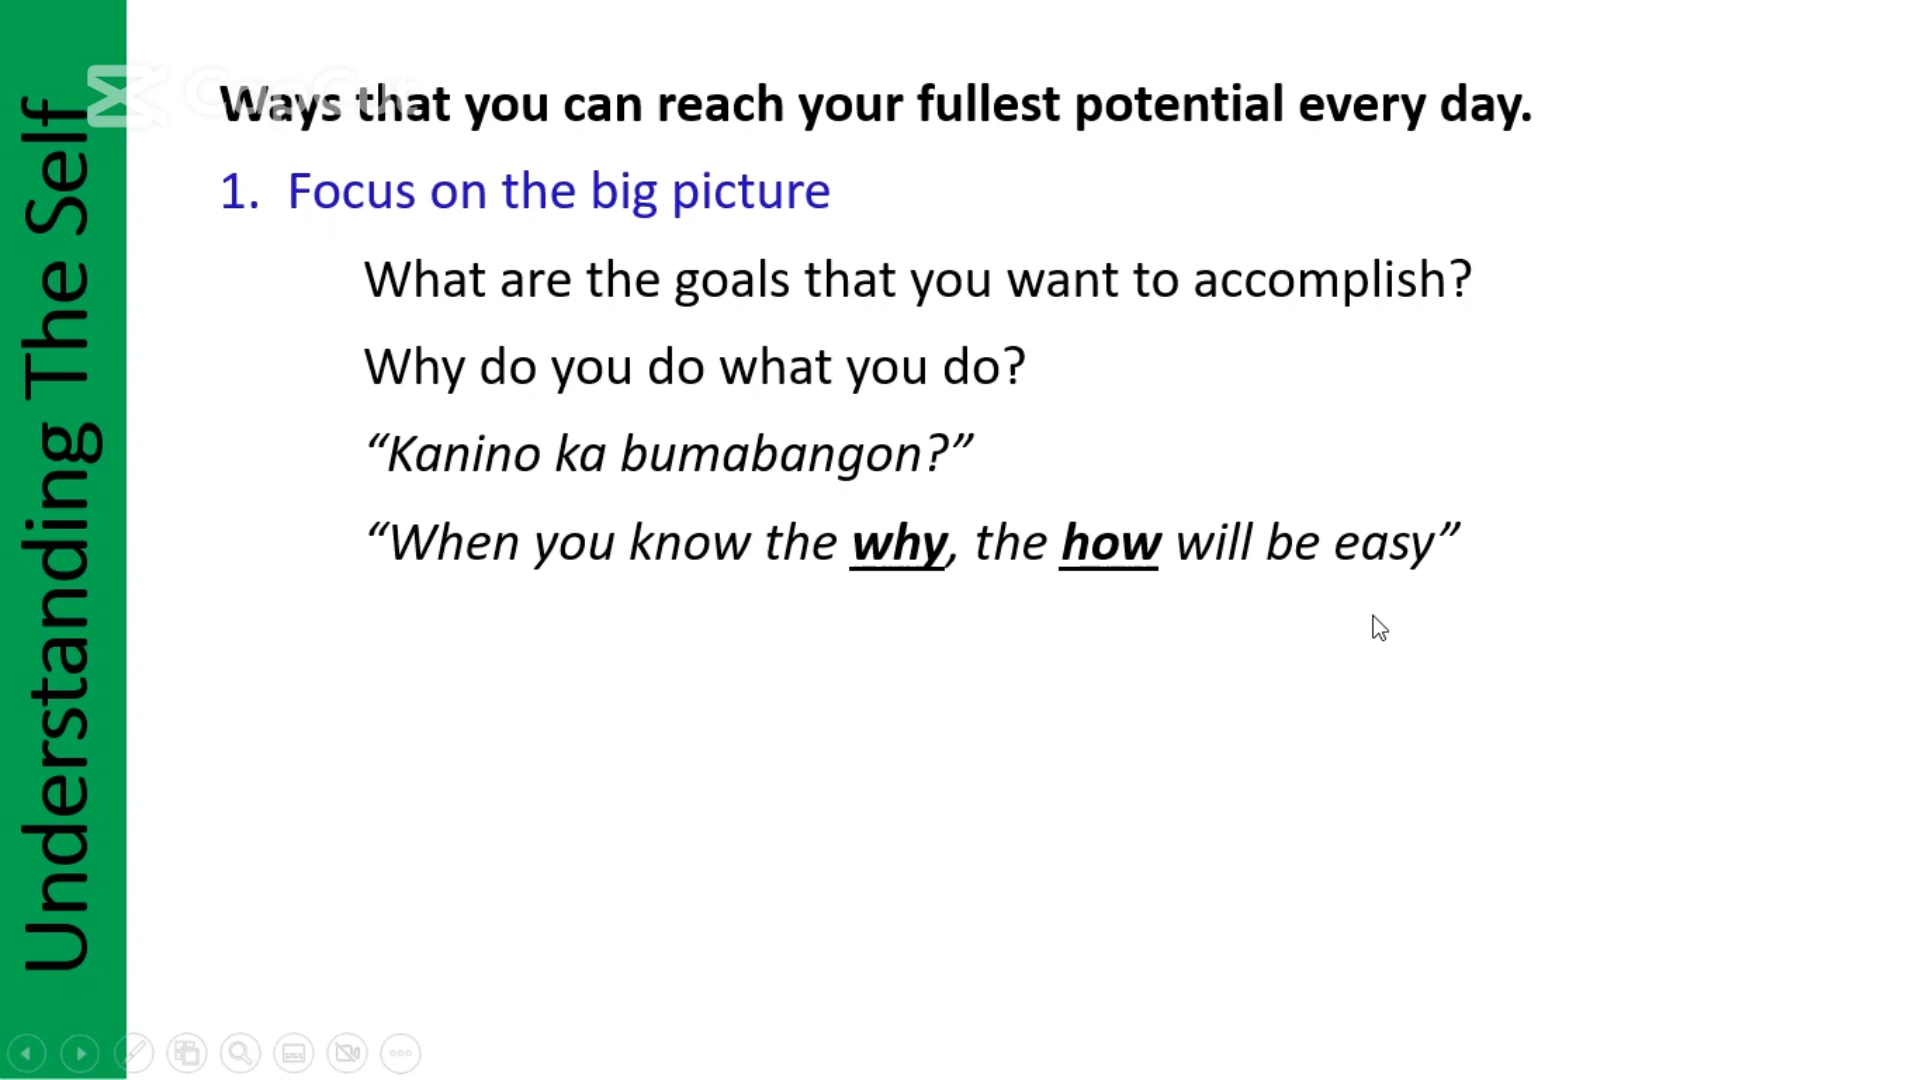 Understanding The Self
CapCut
Ways that you can reach your fullest potential every day.
1. Focus on the big picture
What are the goals that you want to accomplish?
Why do you do what you do?
“Kanino ka bumabangon?”
“When you know the why, the how will be easy”